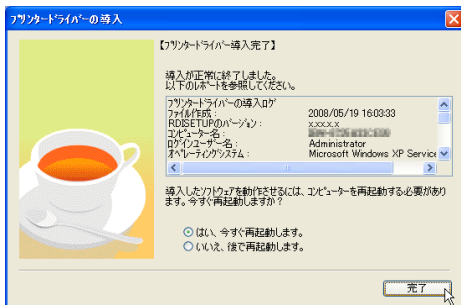 プリンタードライバーの導入
【プリンタードライバー導入完了】
導入が正常に終了しました。
以下のレポートを参照してください。
プリンタードライバーの導入ログ
ファイル作成 : 2008/05/19 16:03:33
RDISETUPのバージョン : x.xx.x.x
コンピューター名 :
ログインユーザー名 : Administrator
オペレーティングシステム : Microsoft Windows XP Service
導入したソフトウェアを動作させるには、コンピューターを再起動する必要があり
ます。今すぐ再起動しますか？
はい、今すぐ再起動します。
いいえ、後で再起動します。
完了